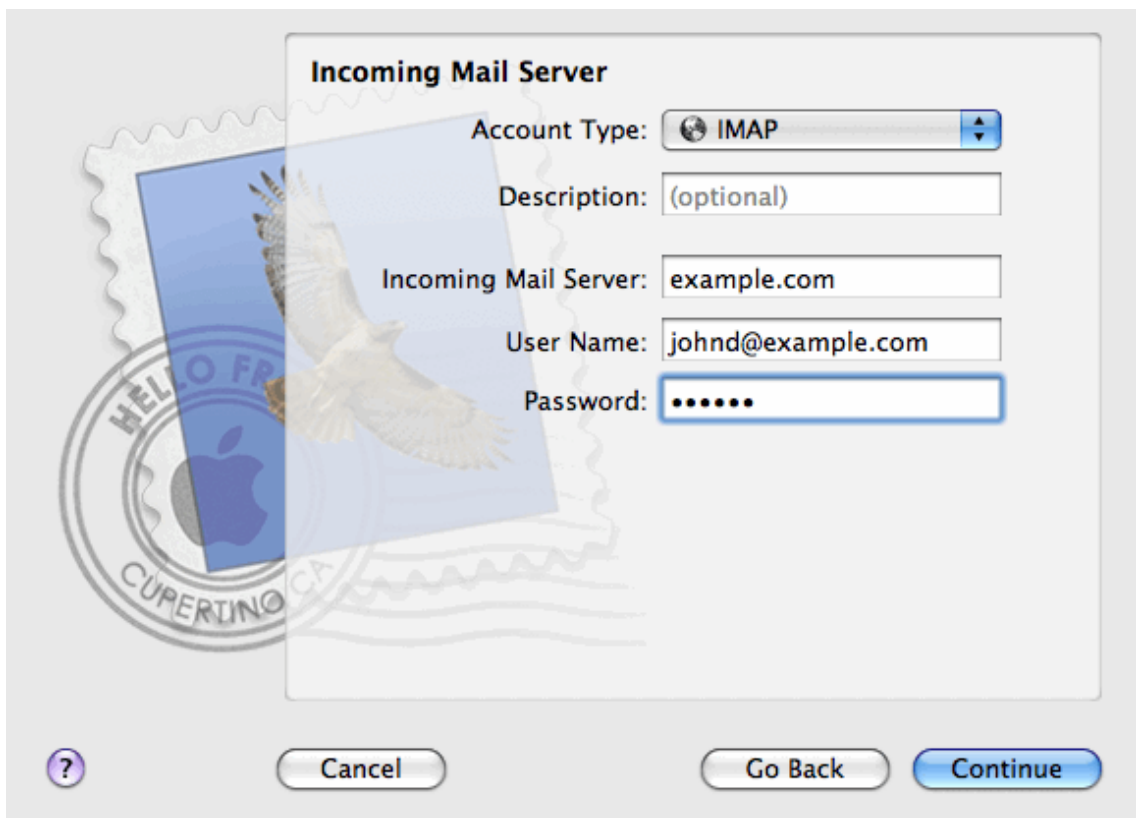 Incoming Mail Server
Account Type: IMAP
Description: (optional)
Incoming Mail Server: example.com
User Name: johnd@example.com
Password: ••••••
HELLO FR
CUPERTINO CA
? Cancel Go Back Continue